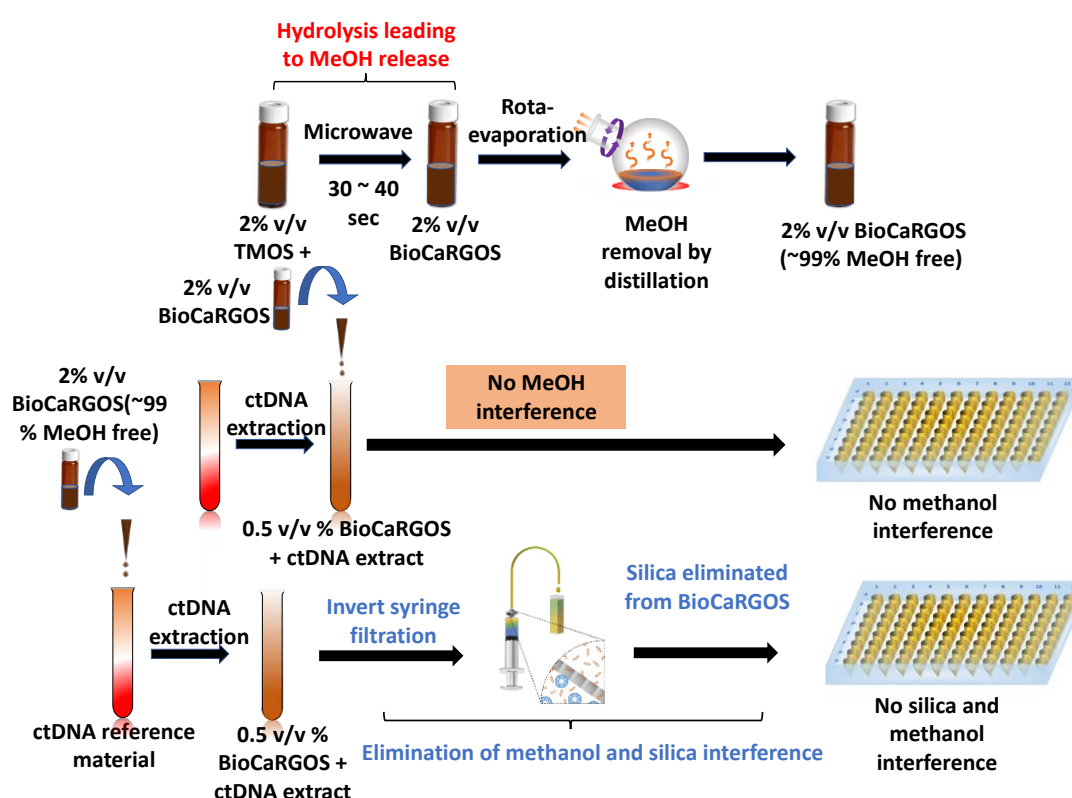 Hydrolysis leading
to MeOH release
Microwave
30 ~ 40
sec
Rota-
evaporation
2% v/v
TMOS +
2% v/v
BioCaRGOS
MeOH
removal by
distillation
2% v/v BioCaRGOS
(~99% MeOH free)
2% v/v
BioCaRGOS
2% v/v
BioCaRGOS(~99
% MeOH free)
ctDNA
extraction
No MeOH
interference
0.5 v/v % BioCaRGOS
+ ctDNA extract
No methanol
interference
ctDNA
extraction
Invert syringe
filtration
Silica eliminated
from BioCaRGOS
ctDNA reference
material
0.5 v/v %
BioCaRGOS +
ctDNA extract
Elimination of methanol and silica interference
No silica and
methanol
interference